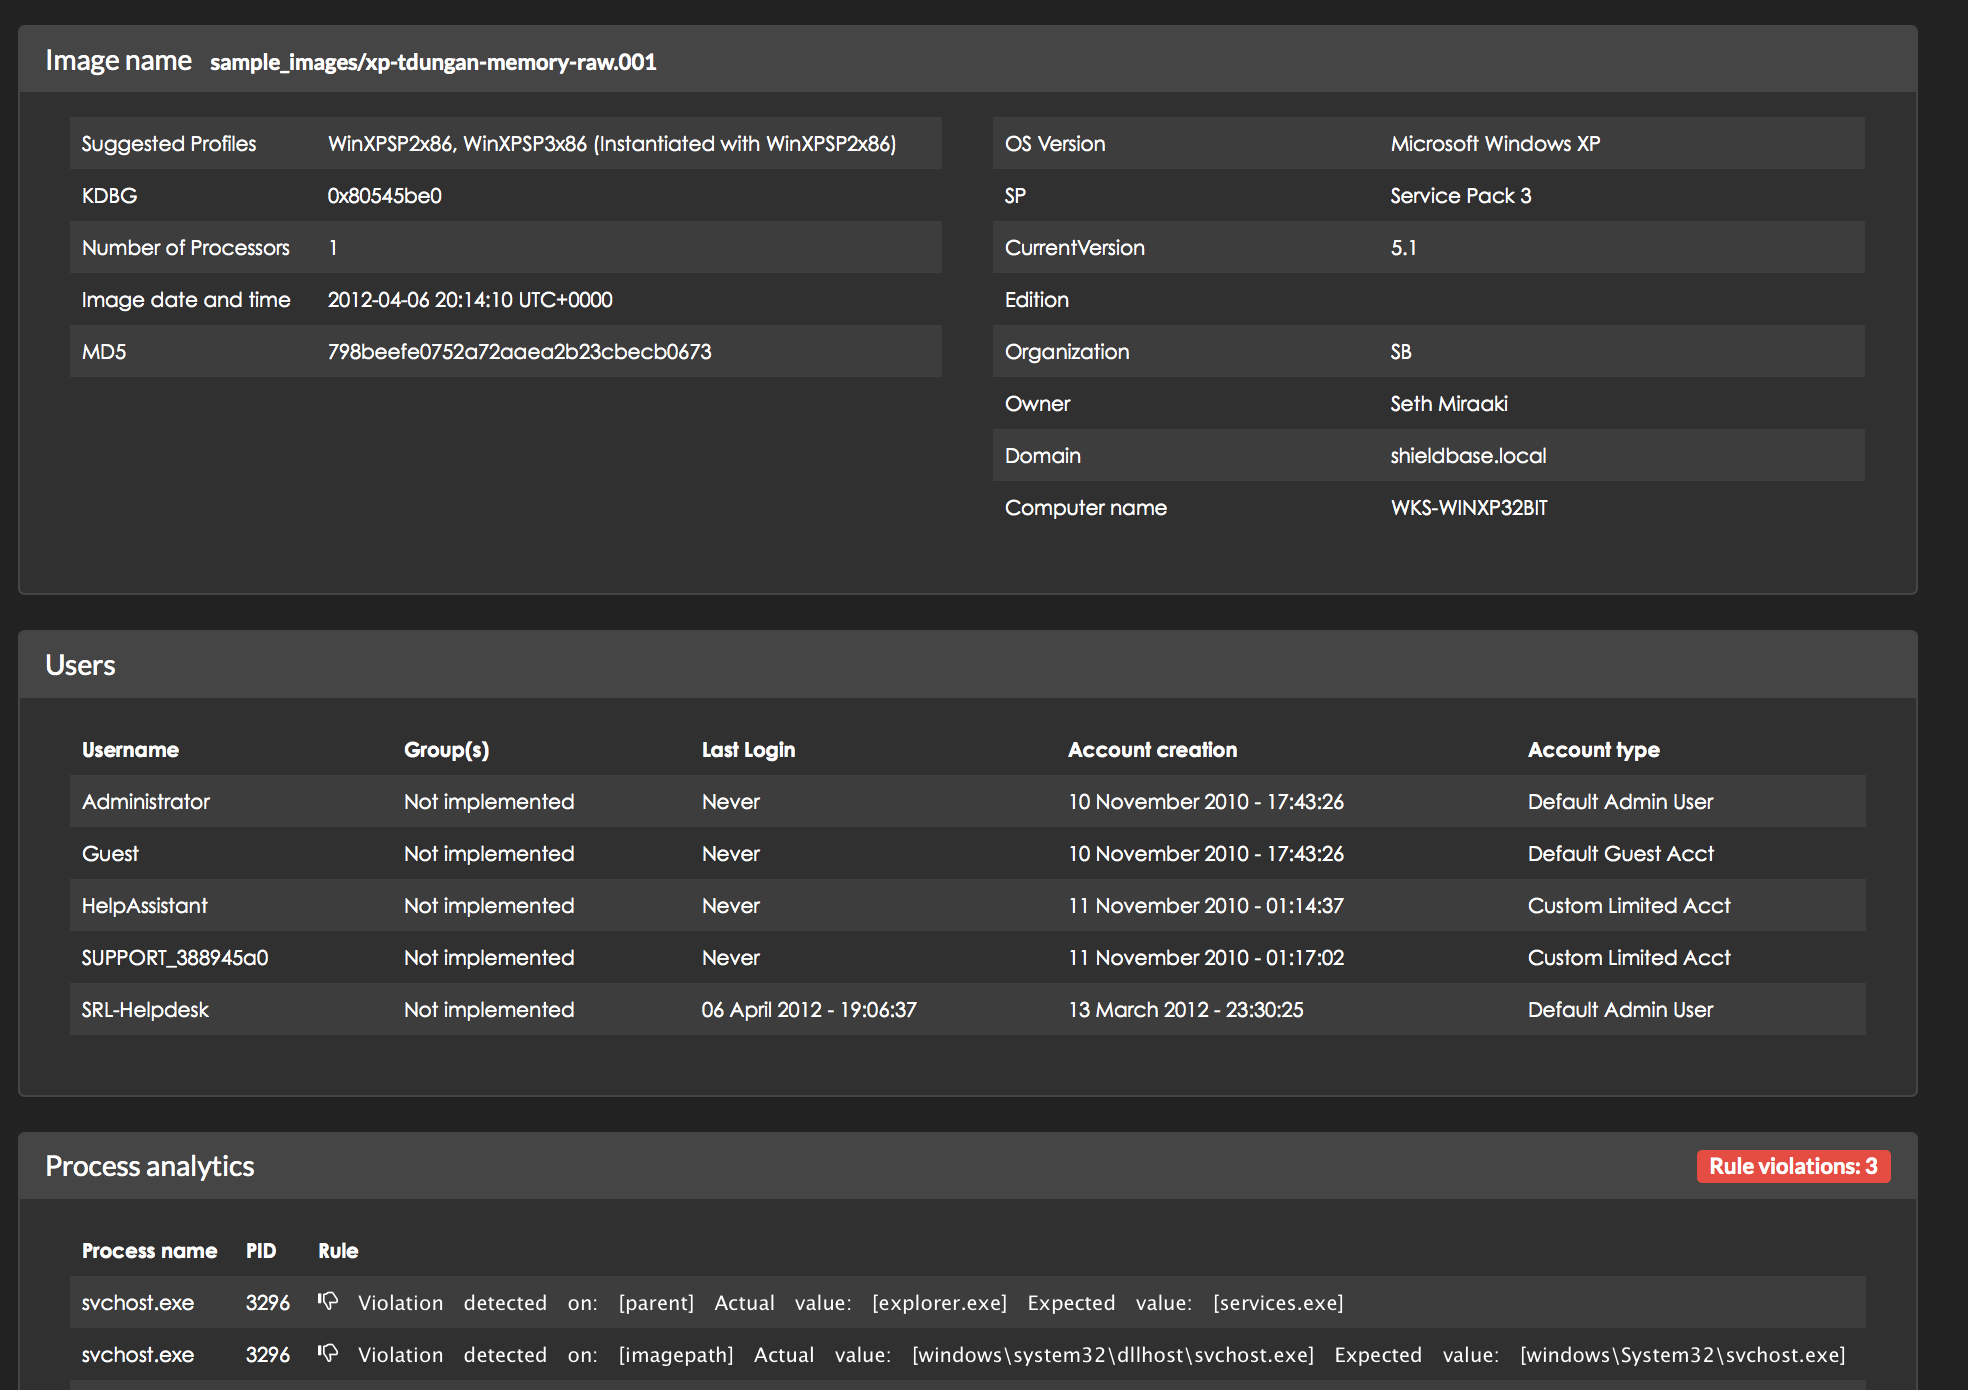 Image name sample_images/xp-tdungan-memory-raw.001
Suggested Profiles WinXPSP2x86, WinXPSP3x86 (Instantiated with WinXPSP2x86)
KDBG 0x80545be0
Number of Processors 1
Image date and time 2012-04-06 20:14:10 UTC+0000
MD5 798beefe0752a72aaea2b23cbecb0673
OS Version Microsoft Windows XP
SP Service Pack 3
CurrentVersion 5.1
Edition
Organization SB
Owner Seth Miraaki
Domain shieldbase.local
Computer name WKS-WINXP32BIT
Users
Username Group(s) Last Login Account creation Account type
Administrator Not implemented Never 10 November 2010 - 17:43:26 Default Admin User
Guest Not implemented Never 10 November 2010 - 17:43:26 Default Guest Acct
HelpAssistant Not implemented Never 11 November 2010 - 01:14:37 Custom Limited Acct
SUPPORT_388945a0 Not implemented Never 11 November 2010 - 01:17:02 Custom Limited Acct
SRL-Helpdesk Not implemented 06 April 2012 - 19:06:37 13 March 2012 - 23:30:25 Default Admin User
Process analytics Rule violations: 3
Process name PID Rule
svchost.exe 3296 Violation detected on: [parent] Actual value: [explorer.exe] Expected value: [services.exe]
svchost.exe 3296 Violation detected on: [imagepath] Actual value: [windows\system32\dllhost\svchost.exe] Expected value: [windows\System32\svchost.exe]